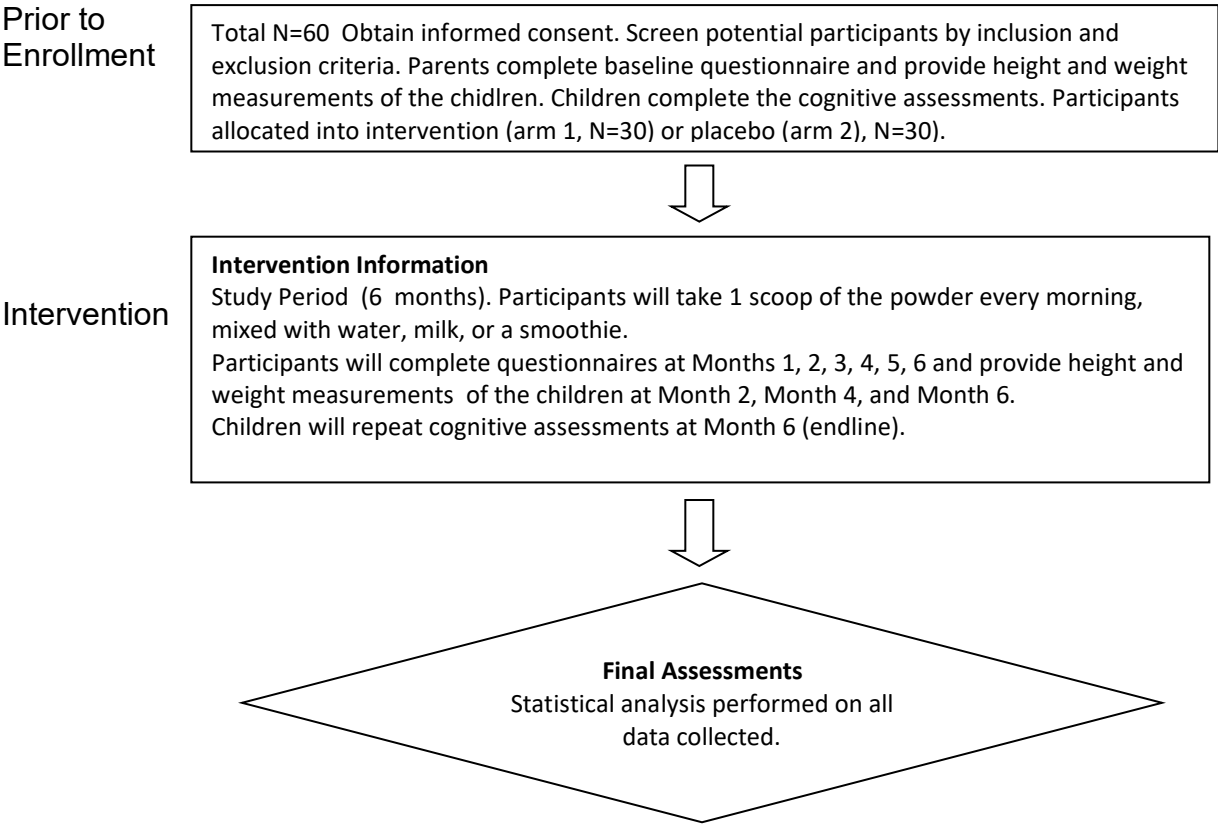 Prior to
Enrollment
Total N=60 Obtain informed consent. Screen potential participants by inclusion and
exclusion criteria. Parents complete baseline questionnaire and provide height and weight
measurements of the chidlren. Children complete the cognitive assessments. Participants
allocated into intervention (arm 1, N=30) or placebo (arm 2), N=30).
Intervention
Intervention Information
Study Period (6 months). Participants will take 1 scoop of the powder every morning,
mixed with water, milk, or a smoothie.
Participants will complete questionnaires at Months 1, 2, 3, 4, 5, 6 and provide height and
weight measurements of the children at Month 2, Month 4, and Month 6.
Children will repeat cognitive assessments at Month 6 (endline).
Final Assessments
Statistical analysis performed on all
data collected.